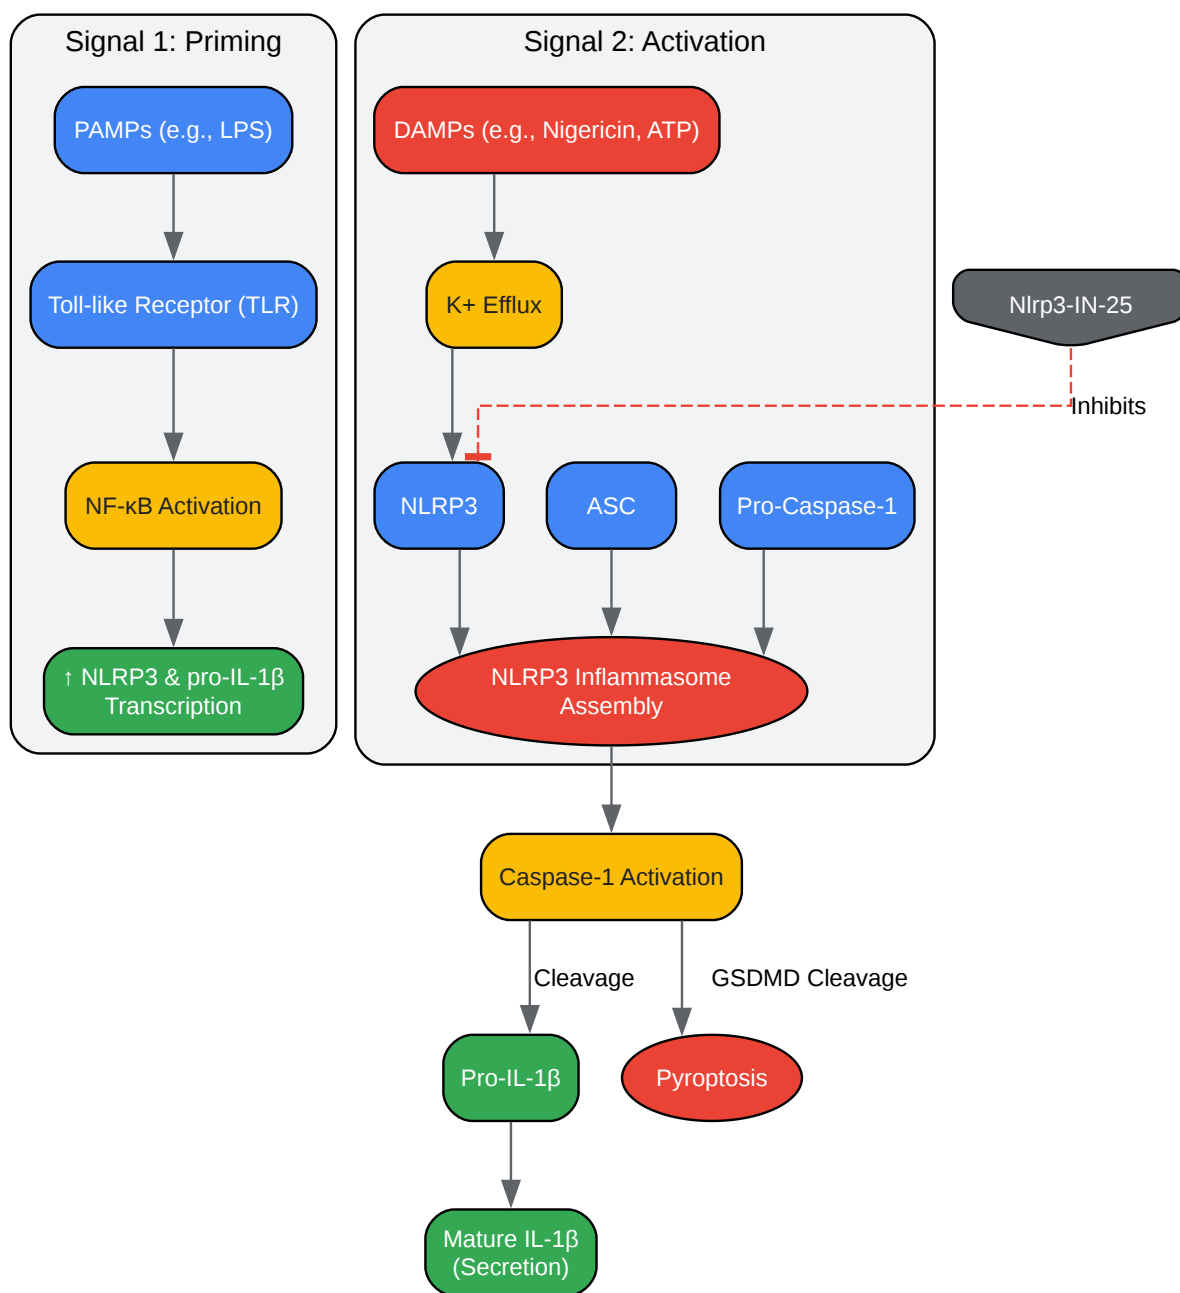 Signal 1: Priming
PAMPs (e.g., LPS)
Toll-like Receptor (TLR)
NF-κB Activation
↑ NLRP3 & pro-IL-1β
Transcription
Signal 2: Activation
DAMPs (e.g., Nigericin, ATP)
K+ Efflux
Nlrp3-IN-25
Inhibits
NLRP3
ASC
Pro-Caspase-1
NLRP3 Inflammasome
Assembly
Caspase-1 Activation
Cleavage
GSDMD Cleavage
Pro-IL-1β
Pyroptosis
Mature IL-1β
(Secretion)